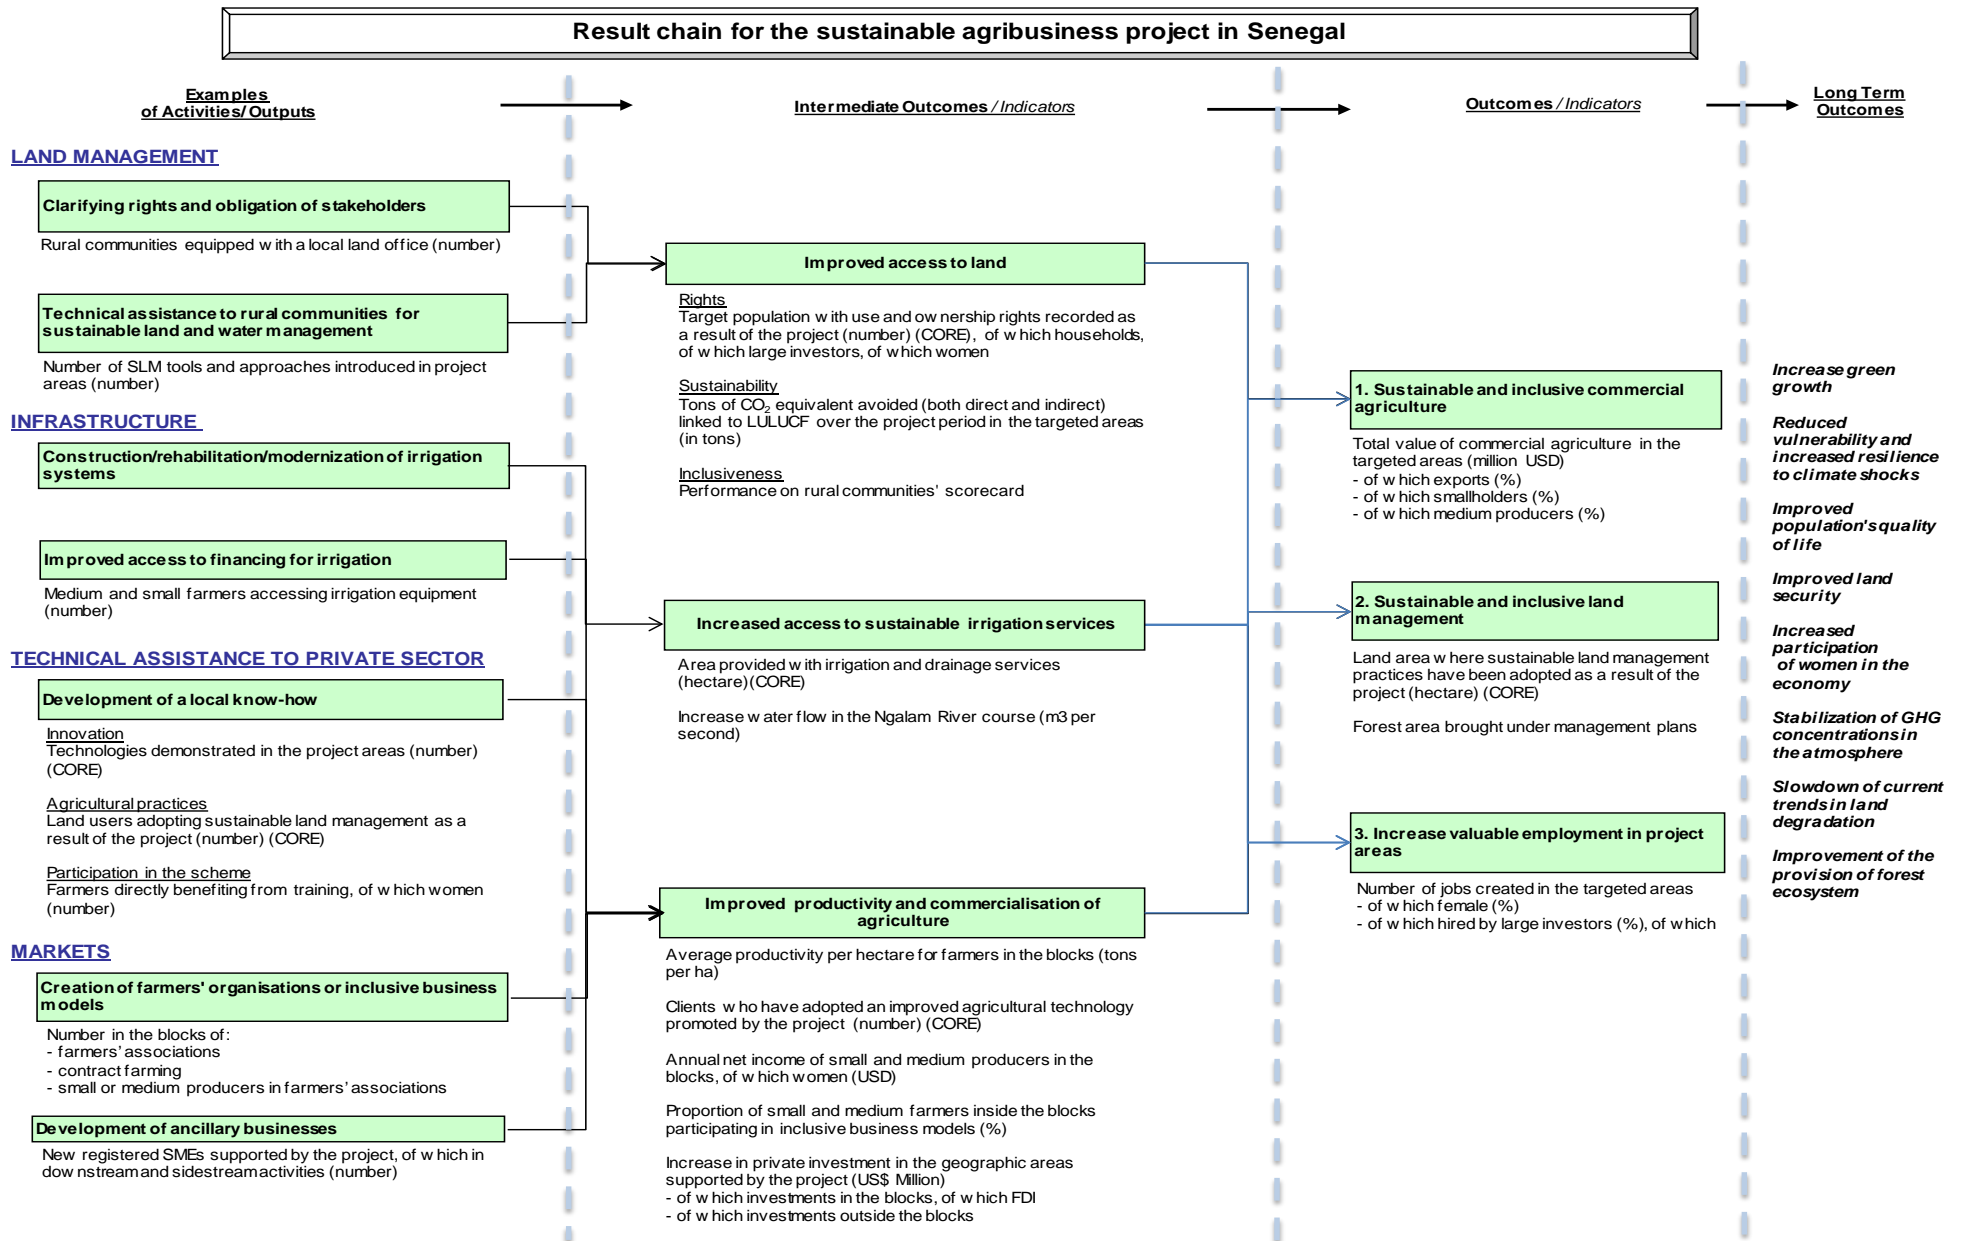 Result chain for the sustainable agribusiness project in Senegal
Examples
of Activities/Outputs
Intermediate Outcomes / Indicators
Outcomes / Indicators
Long Term
Outcomes
LAND MANAGEMENT
Clarifying rights and obligation of stakeholders
Rural communities equipped with a local land office (number)
Technical assistance to rural communities for
sustainable land and water management
Number of SLM tools and approaches introduced in project
areas (number)
INFRASTRUCTURE
Construction/rehabilitation/modernization of irrigation
systems
Improved access to financing for irrigation
Medium and small farmers accessing irrigation equipment
(number)
TECHNICAL ASSISTANCE TO PRIVATE SECTOR
Development of a local know-how
Innovation
Technologies demonstrated in the project areas (number)
(CORE)
Agricultural practices
Land users adopting sustainable land management as a
result of the project (number) (CORE)
Participation in the scheme
Farmers directly benefiting from training, of which women
(number)
MARKETS
Creation of farmers' organisations or inclusive business
models
Number in the blocks of:
- farmers' associations
- contract farming
- small or medium producers in farmers' associations
Development of ancillary businesses
New registered SMEs supported by the project, of which in
downstream and sidestream activities (number)
Improved access to land
Rights
Target population with use and ownership rights recorded as
a result of the project (number) (CORE), of which households,
of which large investors, of which women
Sustainability
Tons of CO₂ equivalent avoided (both direct and indirect)
linked to LULUCF over the project period in the targeted areas
(in tons)
Inclusiveness
Performance on rural communities' scorecard
Increased access to sustainable irrigation services
Area provided with irrigation and drainage services
(hectare)(CORE)
Increase water flow in the Ngalam River course (m3 per
second)
Improved productivity and commercialisation of
agriculture
Average productivity per hectare for farmers in the blocks (tons
per ha)
Clients who have adopted an improved agricultural technology
promoted by the project (number) (CORE)
Annual net income of small and medium producers in the
blocks, of which women (USD)
Proportion of small and medium farmers inside the blocks
participating in inclusive business models (%)
Increase in private investment in the geographic areas
supported by the project (US$ Million)
- of which investments in the blocks, of which FDI
- of which investments outside the blocks
1. Sustainable and inclusive commercial
agriculture
Total value of commercial agriculture in the
targeted areas (million USD)
- of which exports (%)
- of which smallholders (%)
- of which medium producers (%)
2. Sustainable and inclusive land
management
Land area where sustainable land management
practices have been adopted as a result of the
project (hectare) (CORE)
Forest area brought under management plans
3. Increase valuable employment in project
areas
Number of jobs created in the targeted areas
- of which female (%)
- of which hired by large investors (%), of which
Increase green
growth
Reduced
vulnerability and
increased resilience
to climate shocks
Improved
population's quality
of life
Improved land
security
Increased
participation
of women in the
economy
Stabilization of GHG
concentrations in
the atmosphere
Slowdown of current
trends in land
degradation
Improvement of the
provision of forest
ecosystem